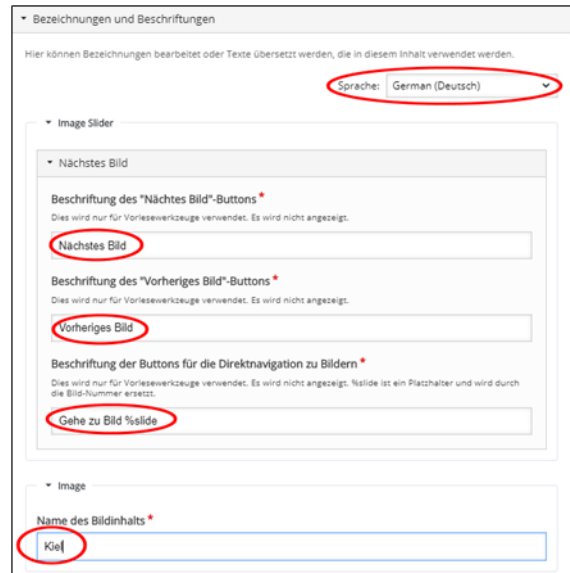 Bezeichnungen und Beschriftungen
Hier können Bezeichnungen bearbeitet oder Texte übersetzt werden, die in diesem Inhalt verwendet werden.
Sprache: German (Deutsch)
Image Slider
Nächstes Bild
Beschriftung des "Nächtes Bild"-Buttons *
Dies wird nur für Vorlesewerkzeuge verwendet. Es wird nicht angezeigt.
Nächstes Bild
Beschriftung des "Vorheriges Bild"-Buttons *
Dies wird nur für Vorlesewerkzeuge verwendet. Es wird nicht angezeigt.
Vorheriges Bild
Beschriftung der Buttons für die Direktnavigation zu Bildern *
Dies wird nur für Vorlesewerkzeuge verwendet. Es wird nicht angezeigt. %slide ist ein Platzhalter und wird durch
die Bild-Nummer ersetzt.
Gehe zu Bild %slide
Image
Name des Bildinhalts *
Kiel